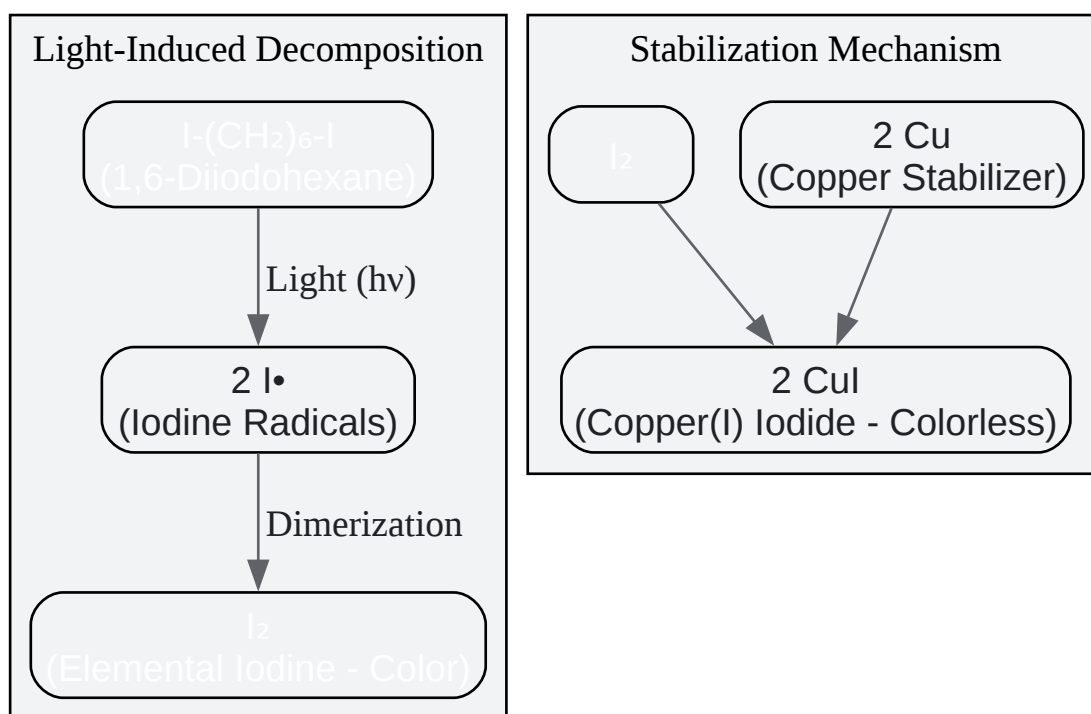 Light-Induced Decomposition
I-(CH₂)₆-I
(1,6-Diiodohexane)
Light (hν)
2 I•
(Iodine Radicals)
Dimerization
I₂
(Elemental Iodine - Color)
Stabilization Mechanism
I₂
2 Cu
(Copper Stabilizer)
2 CuI
(Copper(I) Iodide - Colorless)